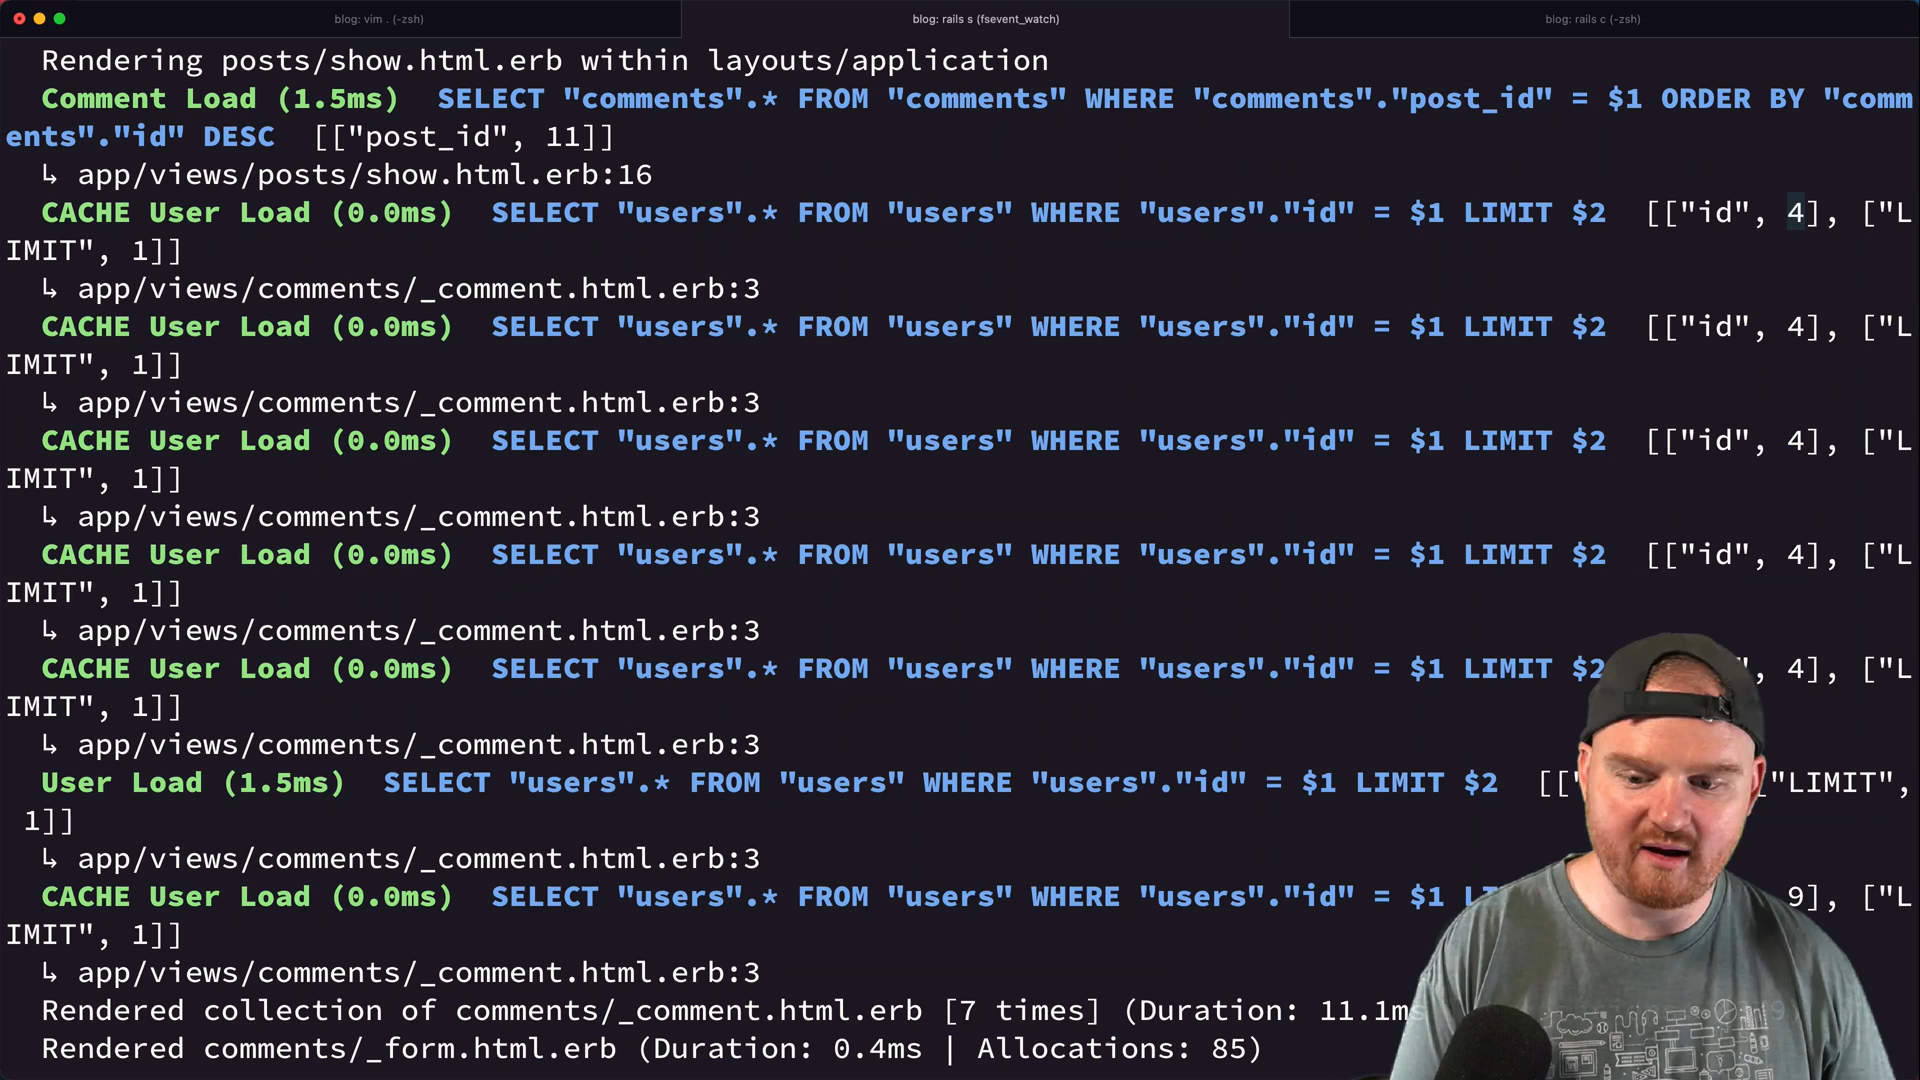 blog: vim . (-zsh)
blog: rails s (fsevent_watch)
blog: rails c (-zsh)
Rendering posts/show.html.erb within layouts/application
Comment Load (1.5ms)  SELECT "comments".* FROM "comments" WHERE "comments"."post_id" = $1 ORDER BY "comm
ents"."id" DESC  [["post_id", 11]]
↳ app/views/posts/show.html.erb:16
CACHE User Load (0.0ms)  SELECT "users".* FROM "users" WHERE "users"."id" = $1 LIMIT $2  [["id", 4], ["L
IMIT", 1]]
↳ app/views/comments/_comment.html.erb:3
CACHE User Load (0.0ms)  SELECT "users".* FROM "users" WHERE "users"."id" = $1 LIMIT $2  [["id", 4], ["L
IMIT", 1]]
↳ app/views/comments/_comment.html.erb:3
CACHE User Load (0.0ms)  SELECT "users".* FROM "users" WHERE "users"."id" = $1 LIMIT $2  [["id", 4], ["L
IMIT", 1]]
↳ app/views/comments/_comment.html.erb:3
CACHE User Load (0.0ms)  SELECT "users".* FROM "users" WHERE "users"."id" = $1 LIMIT $2  [["id", 4], ["L
IMIT", 1]]
↳ app/views/comments/_comment.html.erb:3
CACHE User Load (0.0ms)  SELECT "users".* FROM "users" WHERE "users"."id" = $1 LIMIT $2 ", 4], ["L
IMIT", 1]]
↳ app/views/comments/_comment.html.erb:3
User Load (1.5ms)  SELECT "users".* FROM "users" WHERE "users"."id" = $1 LIMIT $2  [[" ["LIMIT",
1]]
↳ app/views/comments/_comment.html.erb:3
CACHE User Load (0.0ms)  SELECT "users".* FROM "users" WHERE "users"."id" = $1 9], ["L
IMIT", 1]]
↳ app/views/comments/_comment.html.erb:3
Rendered collection of comments/_comment.html.erb [7 times] (Duration: 11.1ms
Rendered comments/_form.html.erb (Duration: 0.4ms | Allocations: 85)